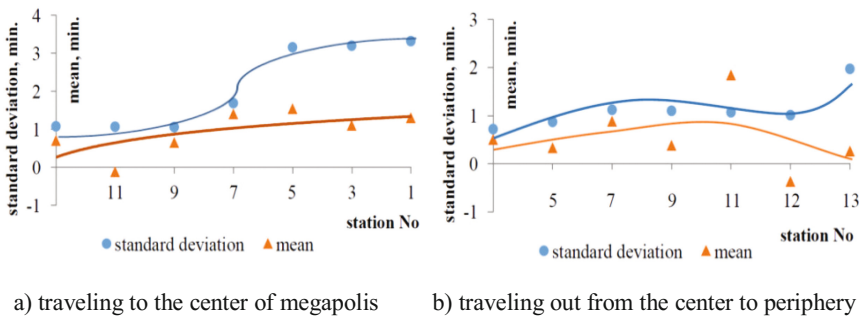 standard deviation, min.
mean, min.
4
3
2
1
0
-1
11 9 7 5 3 1
station No
standard deviation mean
standard deviation, min.
mean, min.
3
2
1
0
-1
5 7 9 11 12 13
station No
standard deviation mean
a) traveling to the center of megapolis b) traveling out from the center to periphery